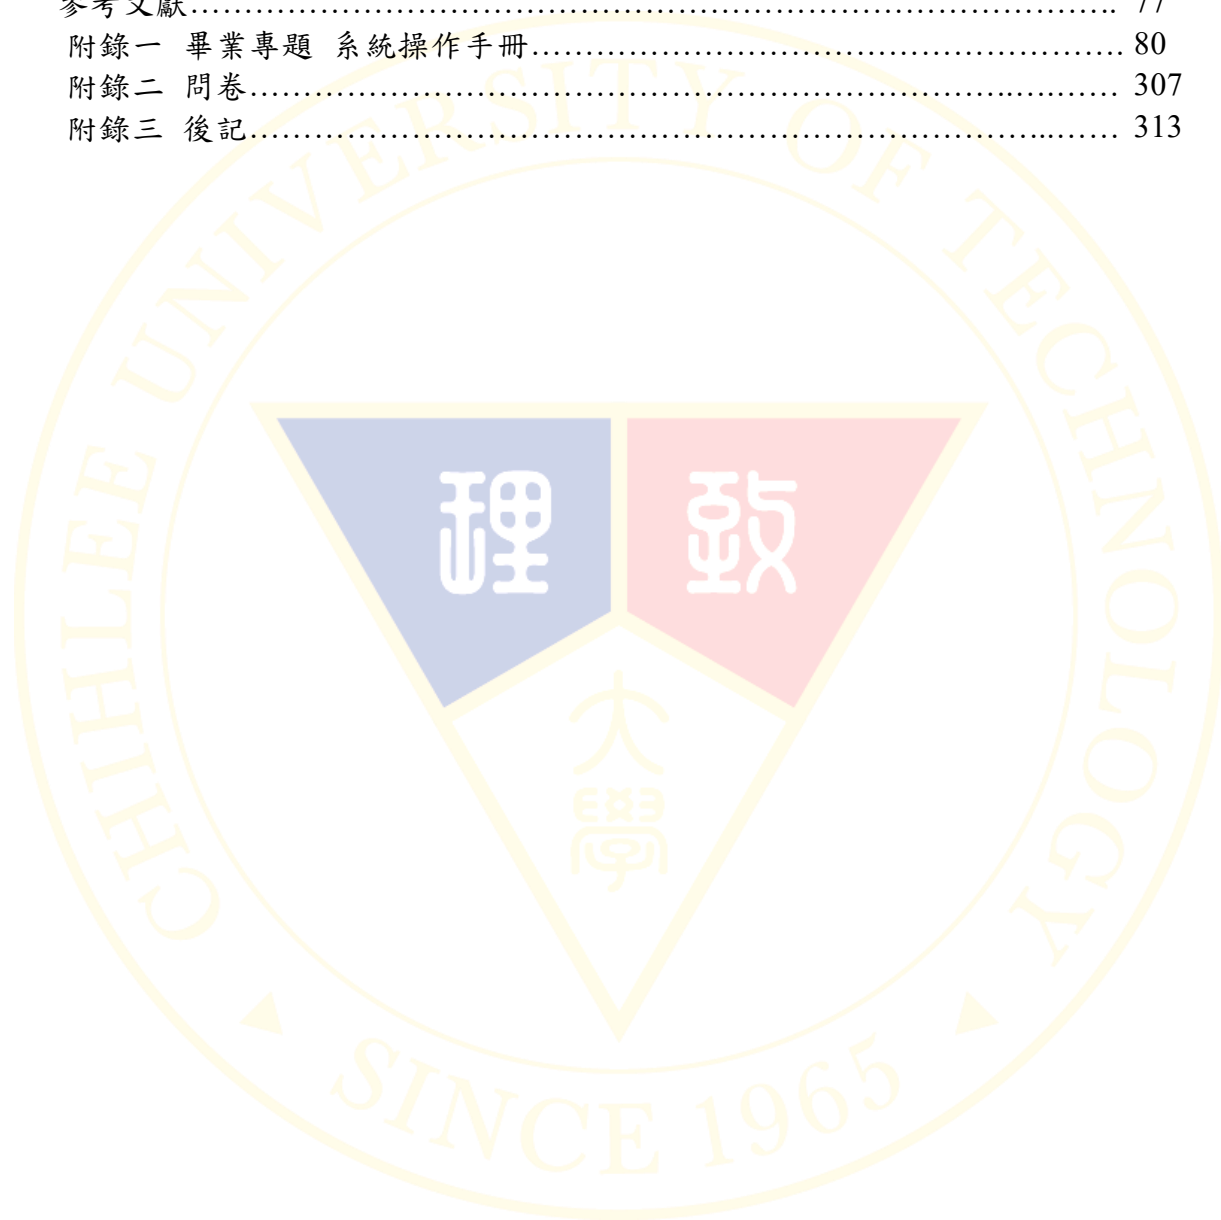 參考文獻…………………………………………………………………………………………. 77
附錄一 畢業專題 系統操作手冊…………………………………………………………… 80
附錄二 問卷……………………………………………………………………………….………… 307
附錄三 後記………………………………………………………………………………...…… 313
CHIHLEE UNIVERSITY OF TECHNOLOGY
理 致
大
學
SINCE 1965